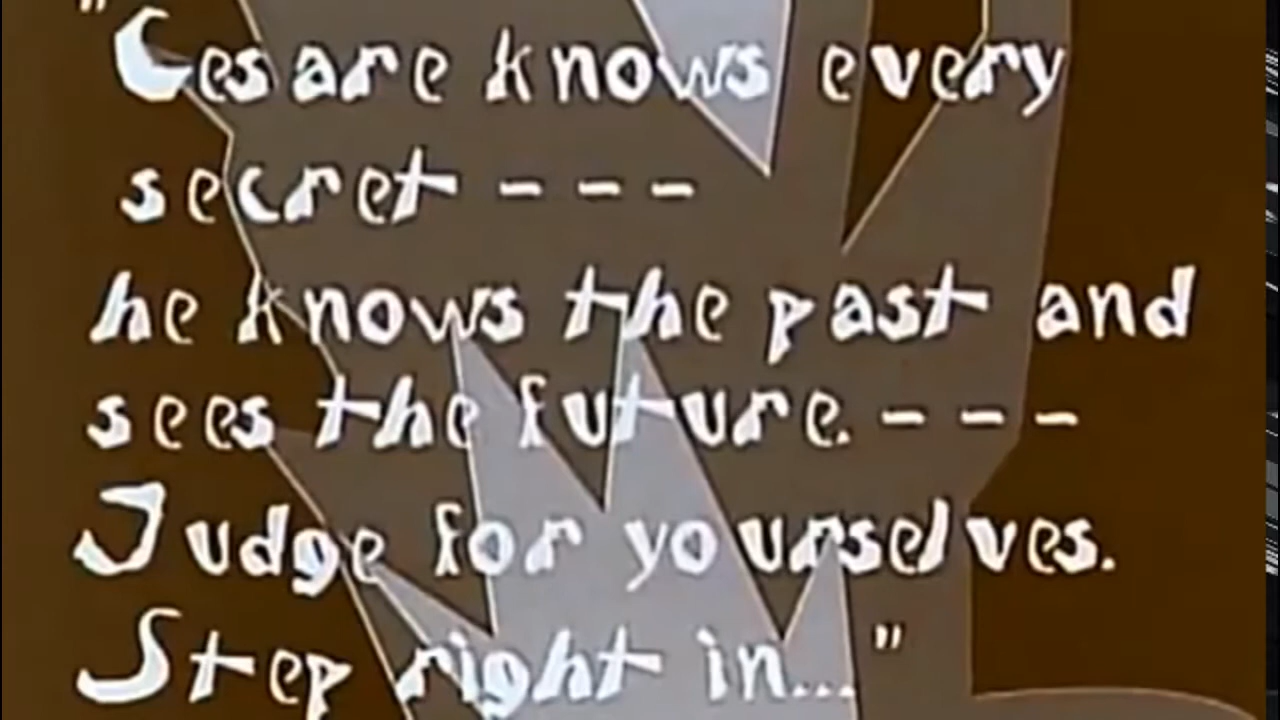 "Cesare knows every
secret ---
he knows the past and
sees the future. ---
Judge for yourselves.
Step right in... "